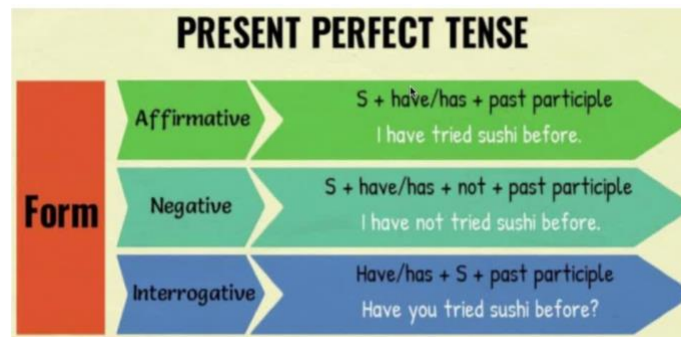 PRESENT PERFECT TENSE
Form
Affirmative
S + have/has + past participle
I have tried sushi before.
Negative
S + have/has + not + past participle
I have not tried sushi before.
Interrogative
Have/has + S + past participle
Have you tried sushi before?